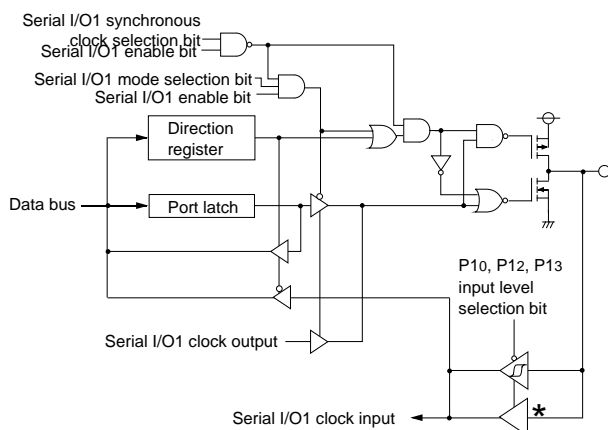 Serial I/O1 synchronous
clock selection bit
Serial I/O1 enable bit
Serial I/O1 mode selection bit
Serial I/O1 enable bit
Direction
register
Data bus
Port latch
P10, P12, P13
input level
selection bit
Serial I/O1 clock output
Serial I/O1 clock input
*